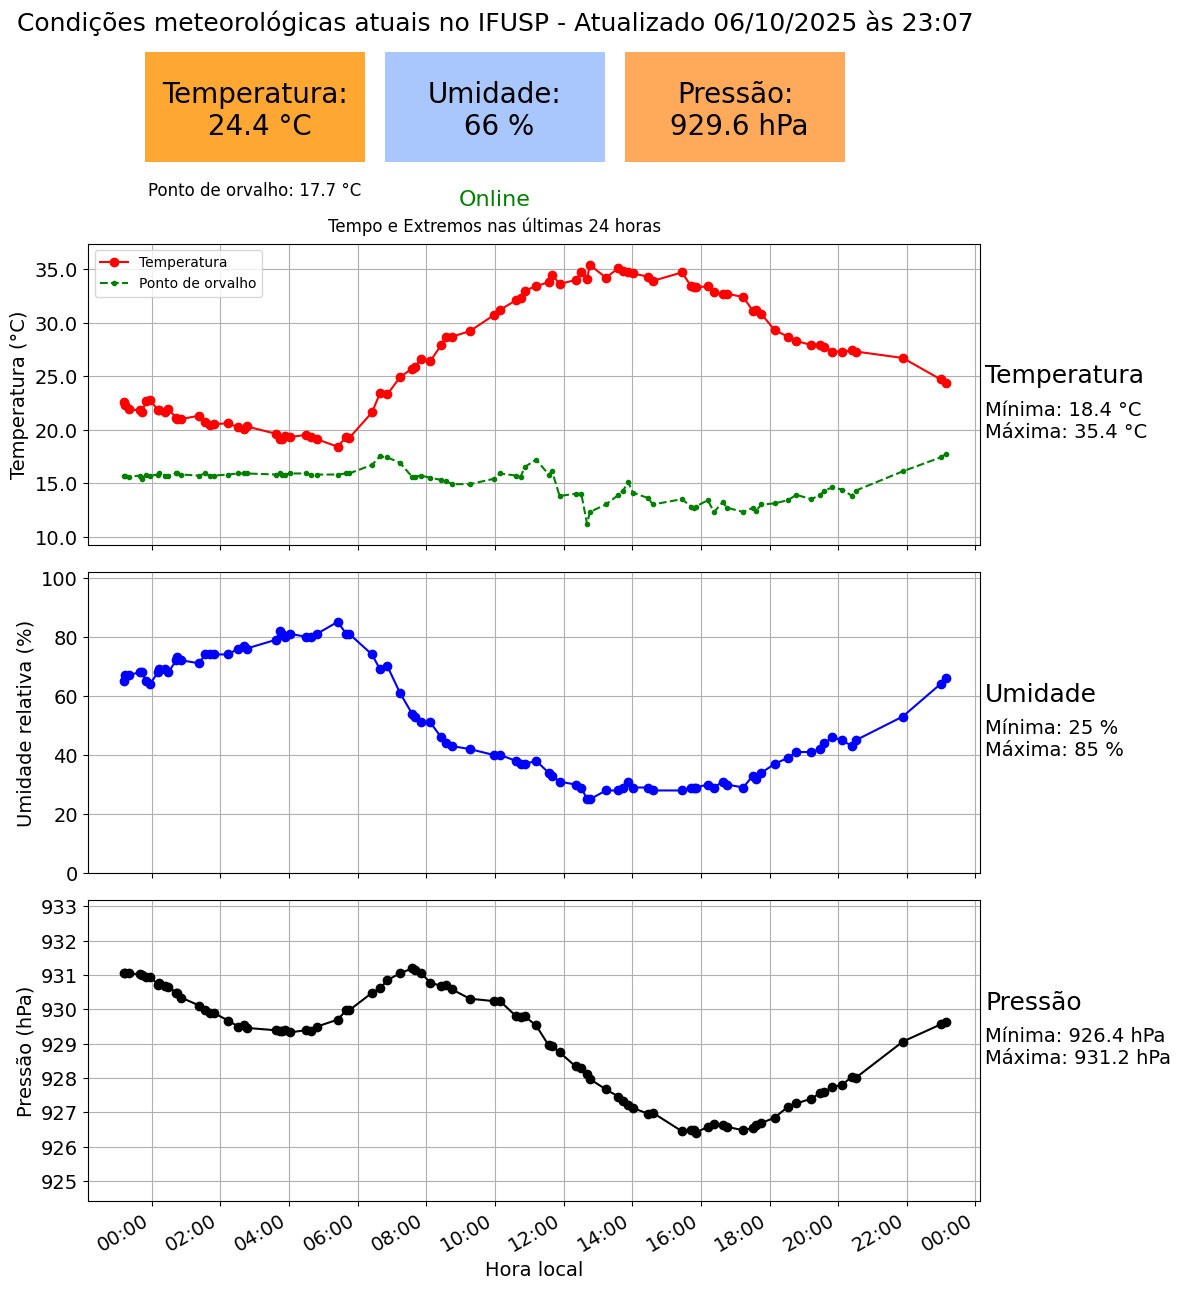 Condições meteorológicas atuais no IFUSP - Atualizado 06/10/2025 às 23:07
Temperatura:
24.4 °C
Umidade:
66 %
Pressão:
929.6 hPa
Ponto de orvalho: 17.7 °C
Online
Tempo e Extremos nas últimas 24 horas
Temperatura
Ponto de orvalho
Temperatura (°C)
35.0
30.0
25.0
20.0
15.0
10.0
Temperatura
Mínima: 18.4 °C
Máxima: 35.4 °C
Umidade relativa (%)
100
80
60
40
20
0
Umidade
Mínima: 25 %
Máxima: 85 %
Pressão (hPa)
933
932
931
930
929
928
927
926
925
Pressão
Mínima: 926.4 hPa
Máxima: 931.2 hPa
00:00 02:00 04:00 06:00 08:00 10:00 12:00 14:00 16:00 18:00 20:00 22:00 00:00
Hora local